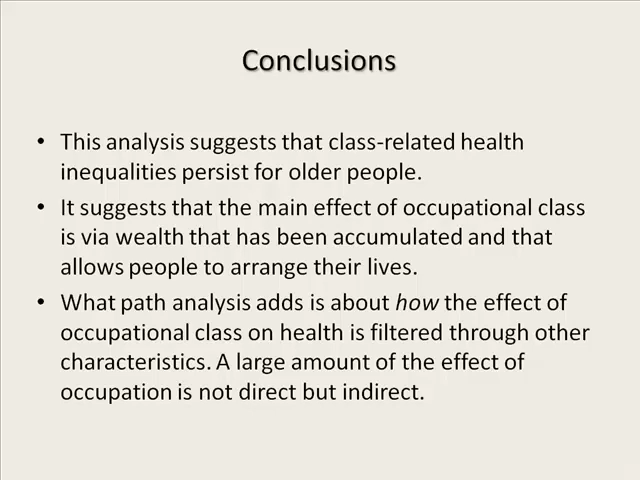 Conclusions
• This analysis suggests that class-related health
inequalities persist for older people.
• It suggests that the main effect of occupational class
is via wealth that has been accumulated and that
allows people to arrange their lives.
• What path analysis adds is about how the effect of
occupational class on health is filtered through other
characteristics. A large amount of the effect of
occupation is not direct but indirect.